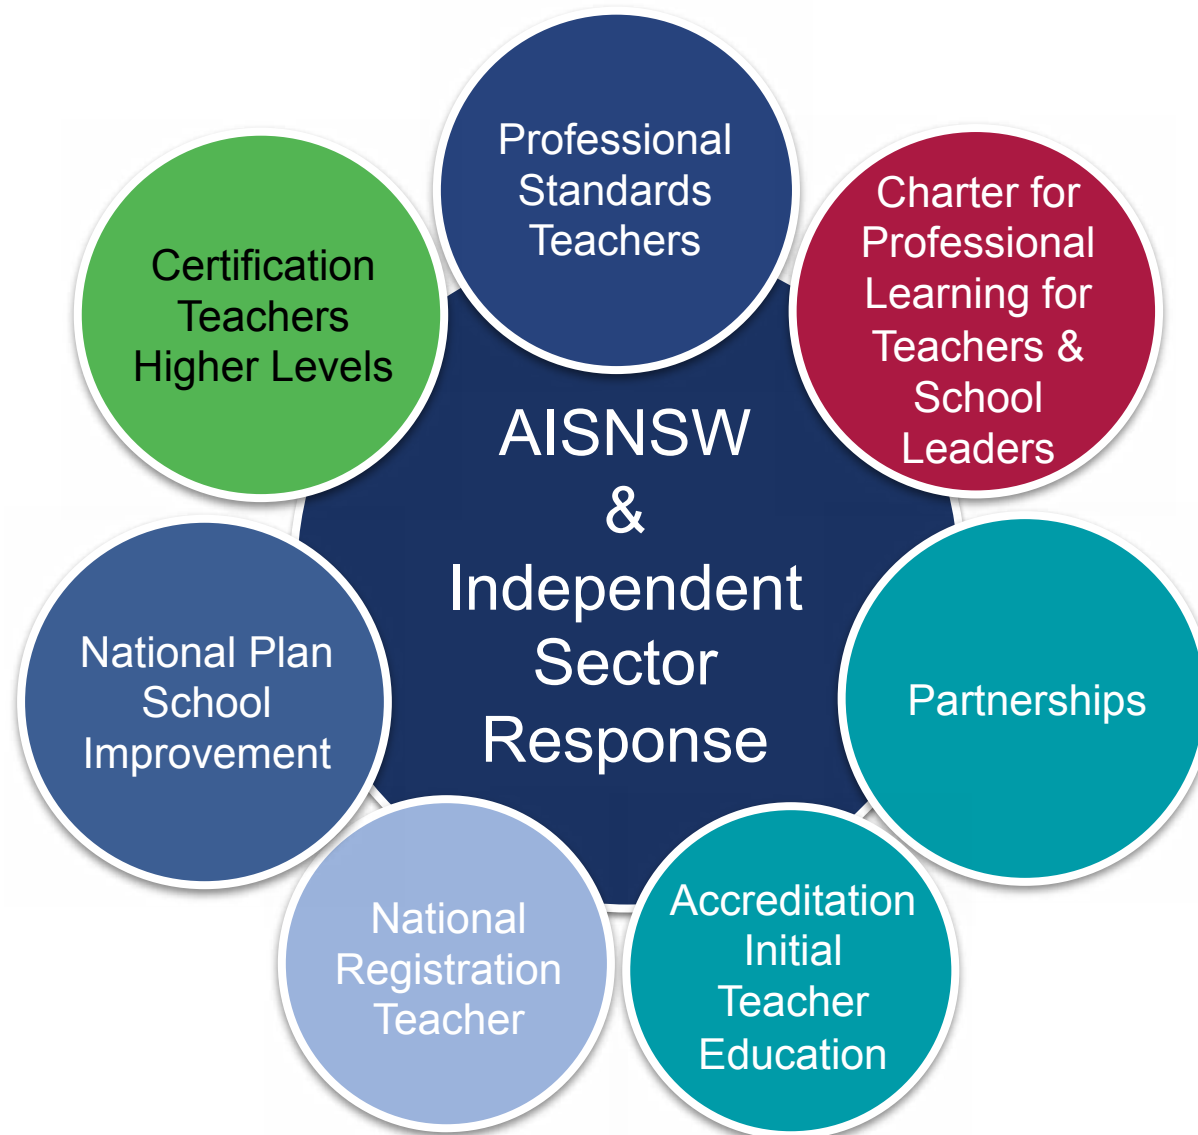 Professional
Standards
Teachers
Charter for
Professional
Learning for
Teachers &
School
Leaders
Partnerships
Accreditation
Initial
Teacher
Education
National
Registration
Teacher
National Plan
School
Improvement
Certification
Teachers
Higher Levels
AISNSW
&
Independent
Sector
Response